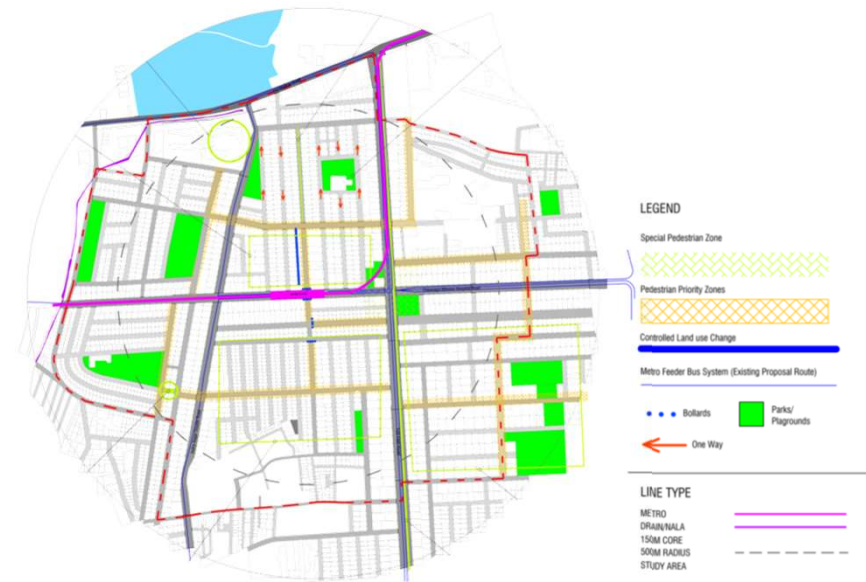 LEGEND
Special Pedestrian Zone
Pedestrian Priority Zones
Controlled Land use Change
Metro Feeder Bus System (Existing Proposal Route)
Bollards
Parks/
Plagrounds
One Way
LINE TYPE
METRO
DRAIN/NALA
150M CORE
500M RADIUS
STUDY AREA